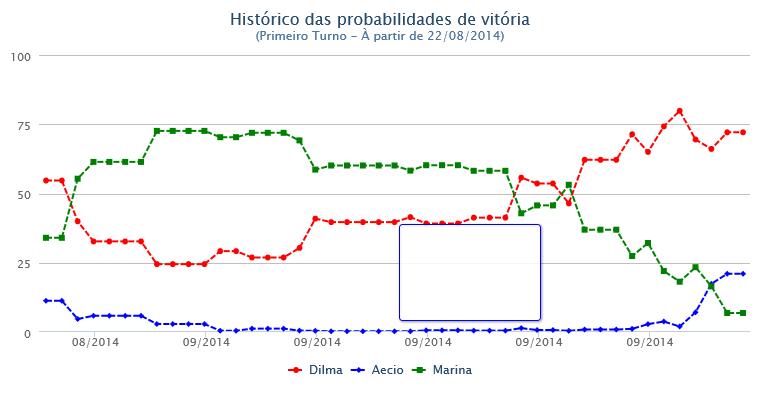 Histórico das probabilidades de vitória
(Primeiro Turno - À partir de 22/08/2014)
100
75
50
25
0
08/2014 09/2014 09/2014 09/2014 09/2014 09/2014
Dilma Aecio Marina